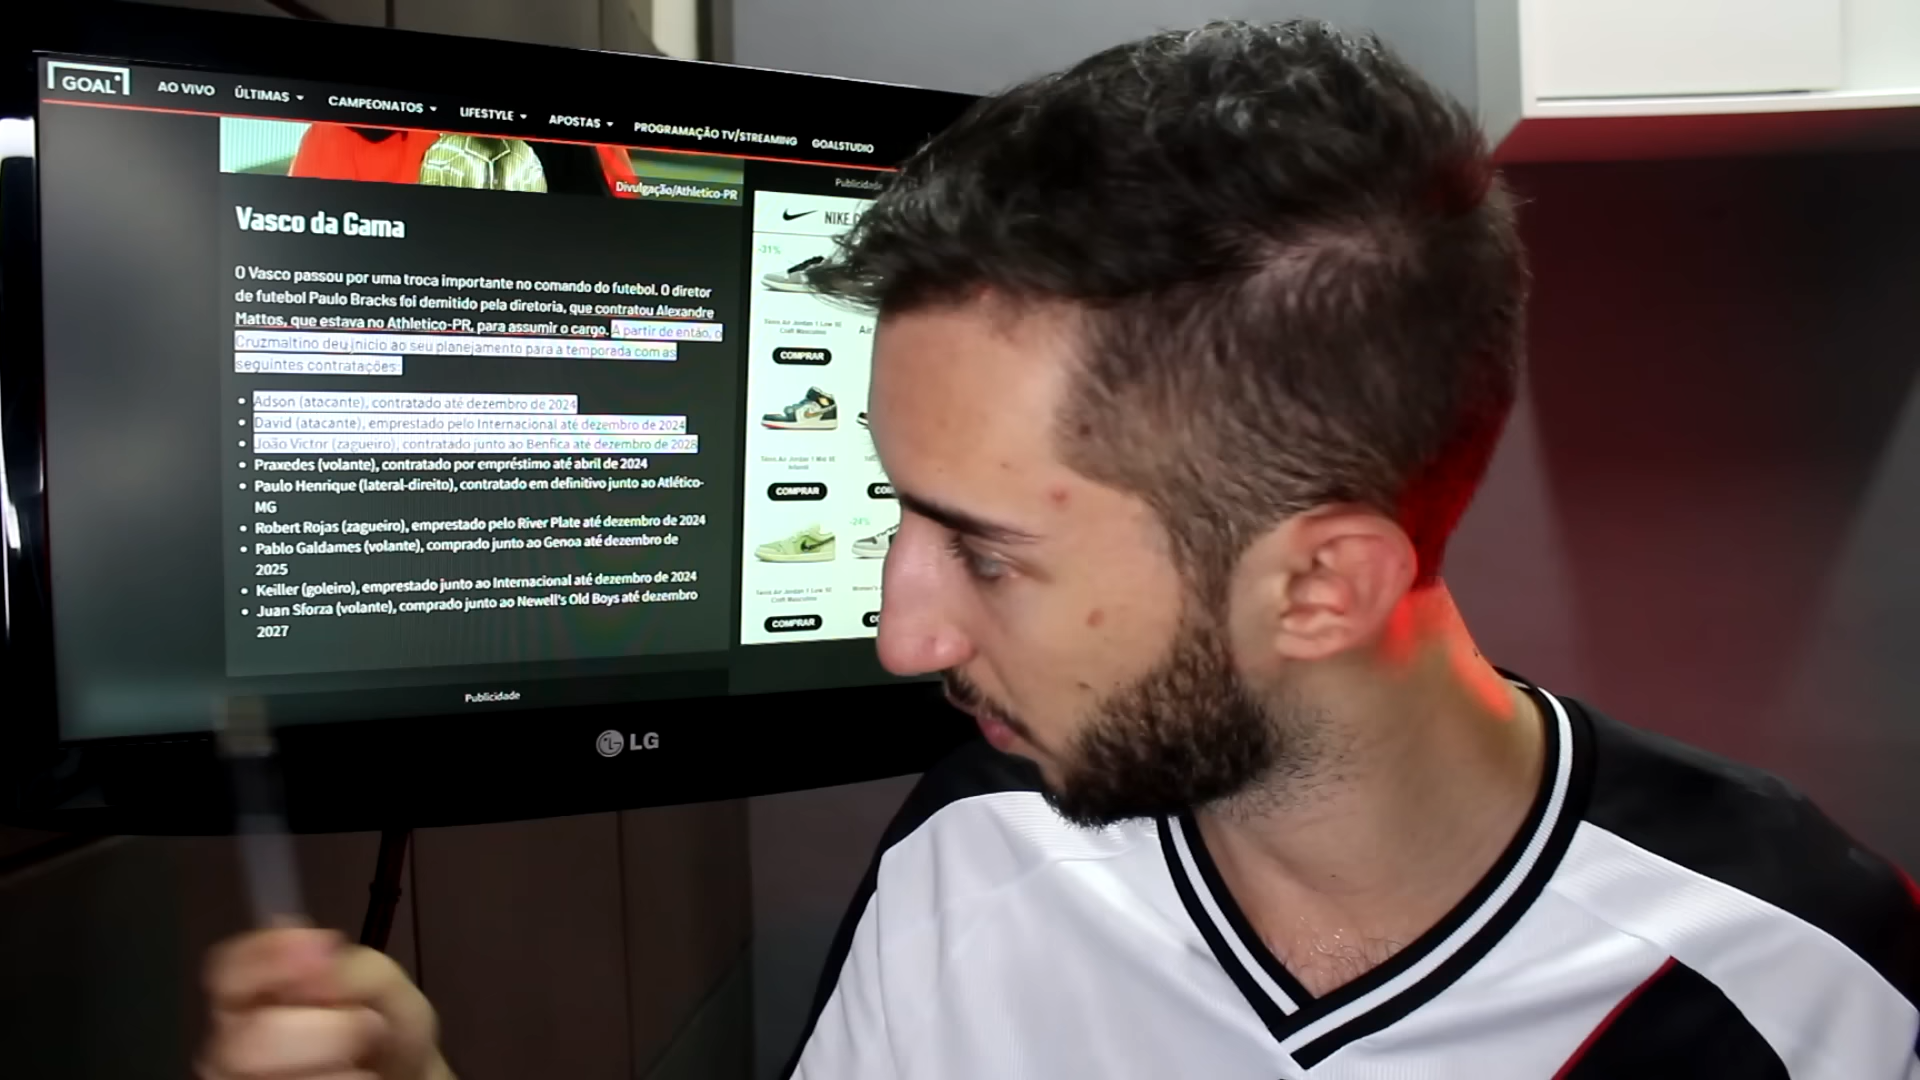 GOAL
AO VIVO
ÚLTIMAS
CAMPEONATOS
LIFESTYLE
APOSTAS
PROGRAMAÇÃO TV/STREAMING
GOALSTUDIO
Divulgação/Athletico-PR
Publicidade
Vasco da Gama
O Vasco passou por uma troca importante no comando do futebol. O diretor
de futebol Paulo Bracks foi demitido pela diretoria, que contratou Alexandre
Mattos, que estava no Athletico-PR, para assumir o cargo. A partir de então, o
Cruzmaltino deu início ao seu planejamento para a temporada com as
seguintes contratações:
• Adson (atacante), contratado até dezembro de 2024
• David (atacante), emprestado pelo Internacional até dezembro de 2024
• João Victor (zagueiro), contratado junto ao Benfica até dezembro de 2028
• Praxedes (volante), contratado por empréstimo até abril de 2024
• Paulo Henrique (lateral-direito), contratado em definitivo junto ao Atlético-
MG
• Robert Rojas (zagueiro), emprestado pelo River Plate até dezembro de 2024
• Pablo Galdames (volante), comprado junto ao Genoa até dezembro de
2025
• Keiller (goleiro), emprestado junto ao Internacional até dezembro de 2024
• Juan Sforza (volante), comprado junto ao Newell's Old Boys até dezembro
2027
Publicidade
NIKE
-31%
COMPRAR
COMPRAR
-24%
COMPRAR
LG